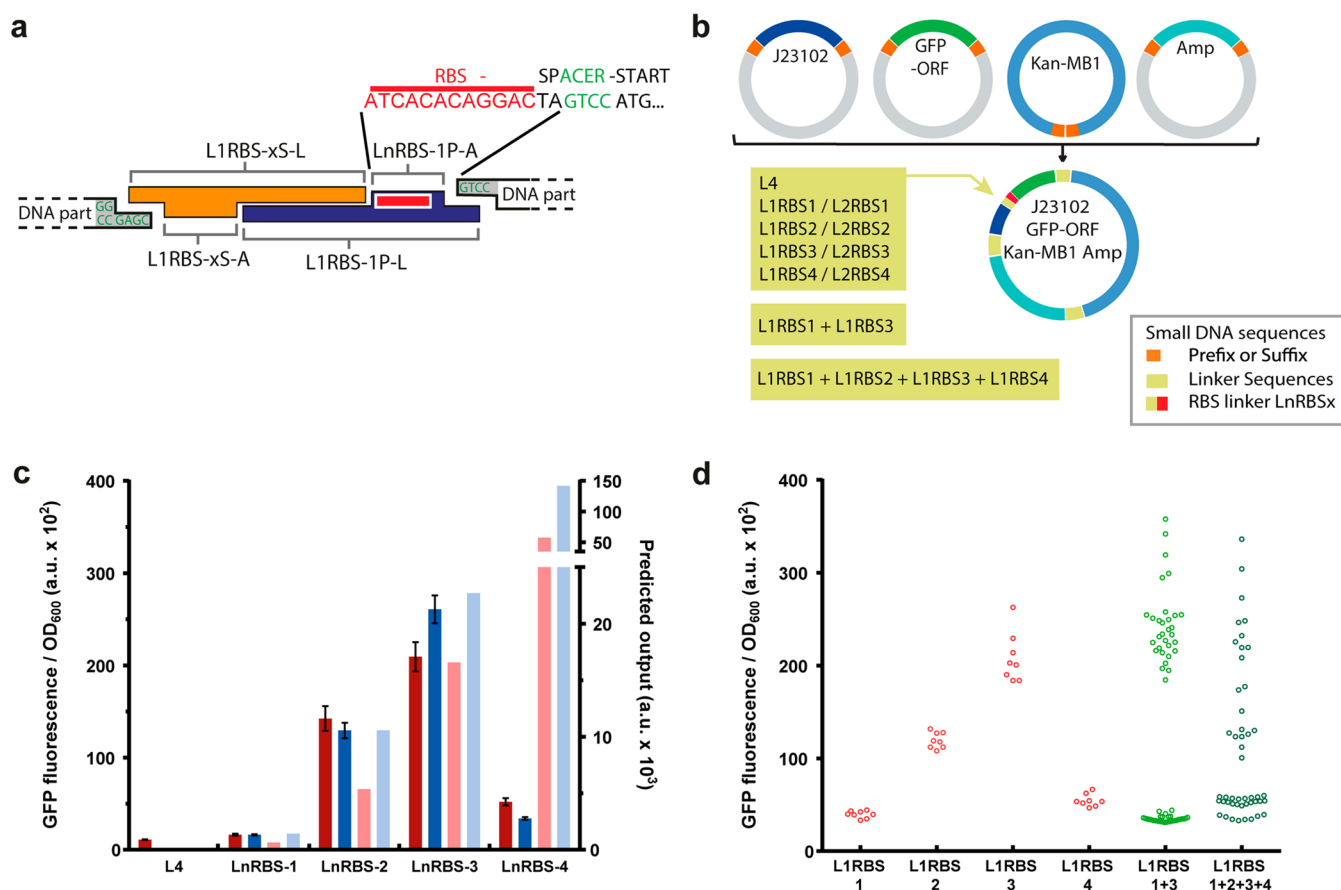 a
RBS -
SPACER-START
ATCACACAGGACTAGTCC ATG...
L1RBS-xS-L
LnRBS-1P-A
DNA part
GG
CC GAGC
GTCC
DNA part
L1RBS-xS-A
L1RBS-1P-L
b
J23102
GFP
-ORF
Kan-MB1
Amp
L4
L1RBS1 / L2RBS1
L1RBS2 / L2RBS2
L1RBS3 / L2RBS3
L1RBS4 / L2RBS4
J23102
GFP-ORF
Kan-MB1 Amp
L1RBS1 + L1RBS3
L1RBS1 + L1RBS2 + L1RBS3 + L1RBS4
Small DNA sequences
Prefix or Suffix
Linker Sequences
RBS linker LnRBSx
c
GFP fluorescence / OD600 (a.u. x 10²)
400
300
200
100
0
150
100
50
20
10
0
Predicted output (a.u. x 10³)
L4
LnRBS-1
LnRBS-2
LnRBS-3
LnRBS-4
d
GFP fluorescence / OD600 (a.u. x 10²)
400
300
200
100
0
L1RBS
1
L1RBS
2
L1RBS
3
L1RBS
4
L1RBS
1+3
L1RBS
1+2+3+4